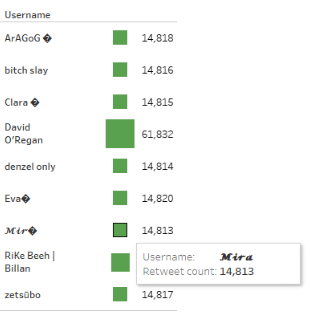 Username
ArAGoG �
14,818
bitch slay
14,816
Clara �
14,815
David
O'Regan
61,832
denzel only
14,814
Eva�
14,820
𝓜𝓲𝓻�
14,813
RiKe Beeh |
Billan
Username: 𝓜𝓲𝓻𝓪
Retweet count: 14,813
zetsūbo
14,817